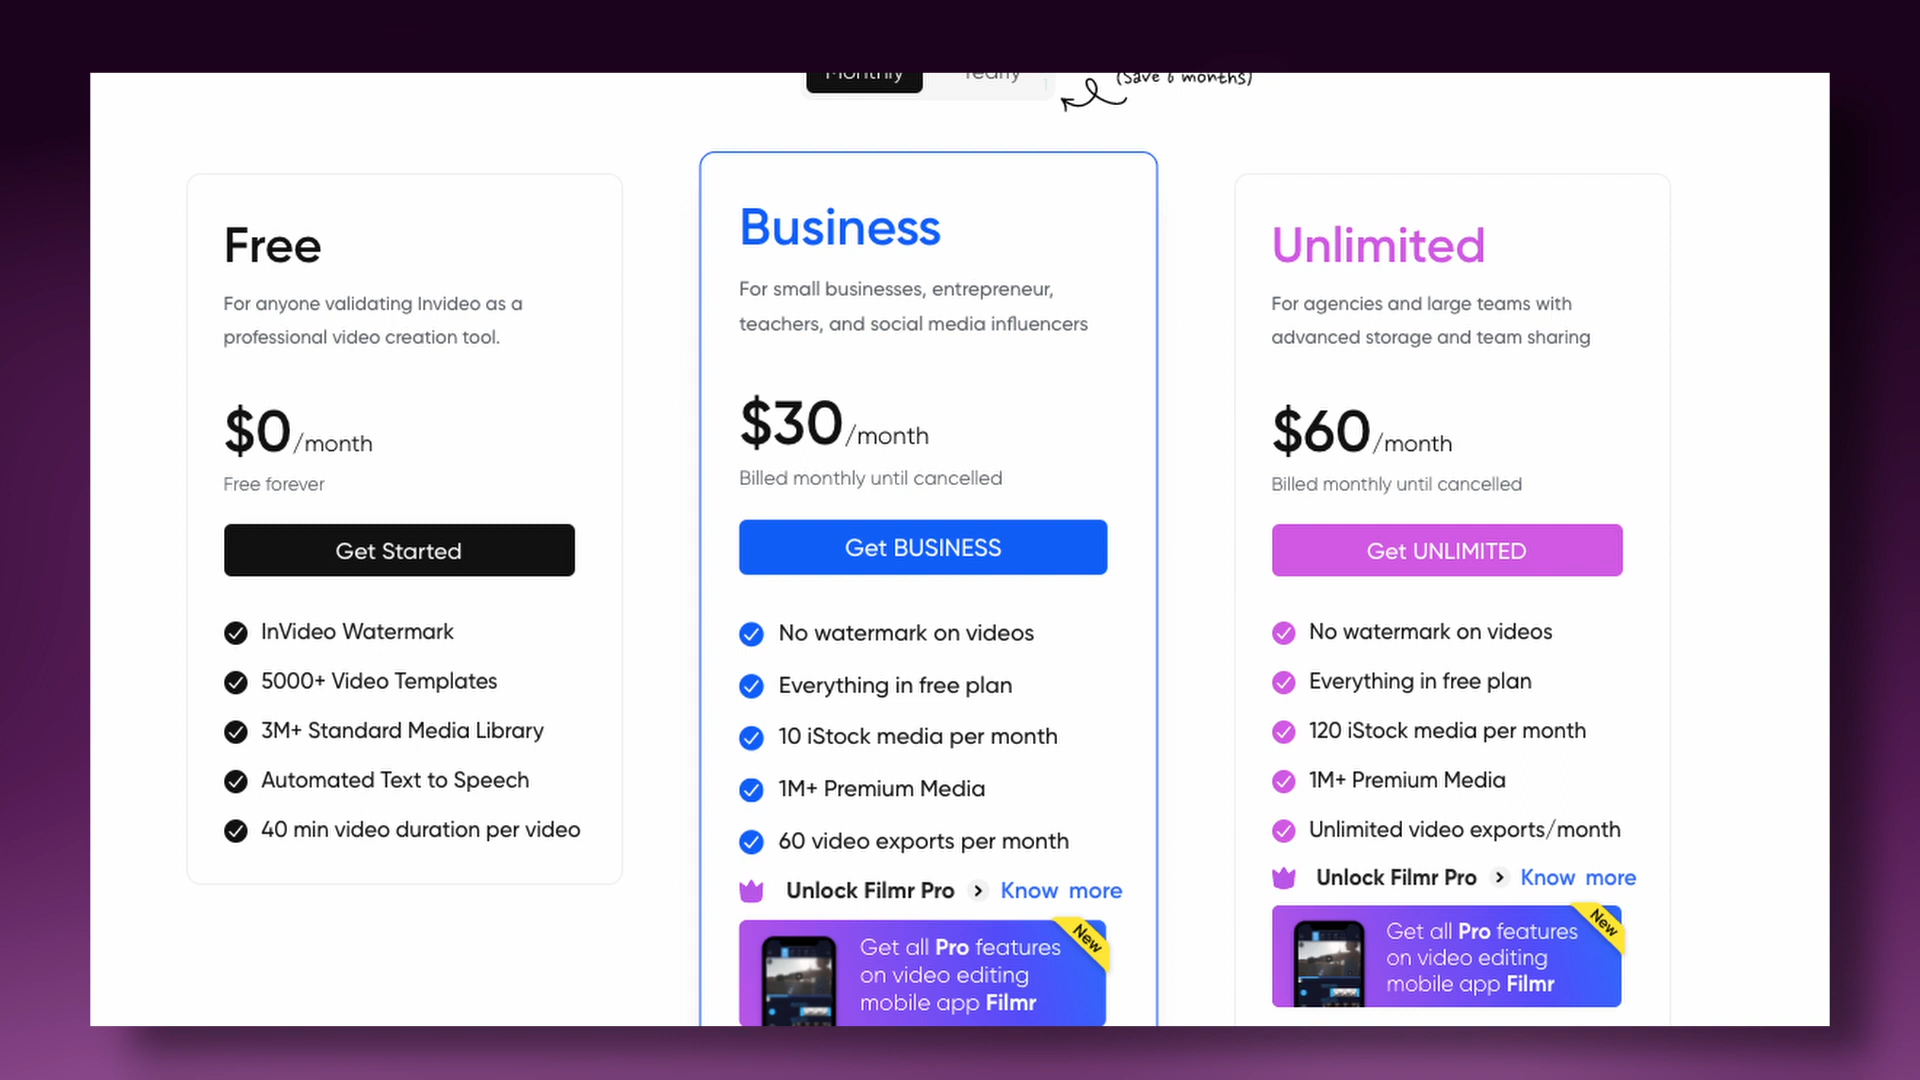 Monthly Yearly
(Save 6 months)
Free
For anyone validating Invideo as a
professional video creation tool.
$0/month
Free forever
Get Started
InVideo Watermark
5000+ Video Templates
3M+ Standard Media Library
Automated Text to Speech
40 min video duration per video
Business
For small businesses, entrepreneur,
teachers, and social media influencers
$30/month
Billed monthly until cancelled
Get BUSINESS
No watermark on videos
Everything in free plan
10 iStock media per month
1M+ Premium Media
60 video exports per month
Unlock Filmr Pro > Know more
New
Get all Pro features
on video editing
mobile app Filmr
Unlimited
For agencies and large teams with
advanced storage and team sharing
$60/month
Billed monthly until cancelled
Get UNLIMITED
No watermark on videos
Everything in free plan
120 iStock media per month
1M+ Premium Media
Unlimited video exports/month
Unlock Filmr Pro > Know more
New
Get all Pro features
on video editing
mobile app Filmr